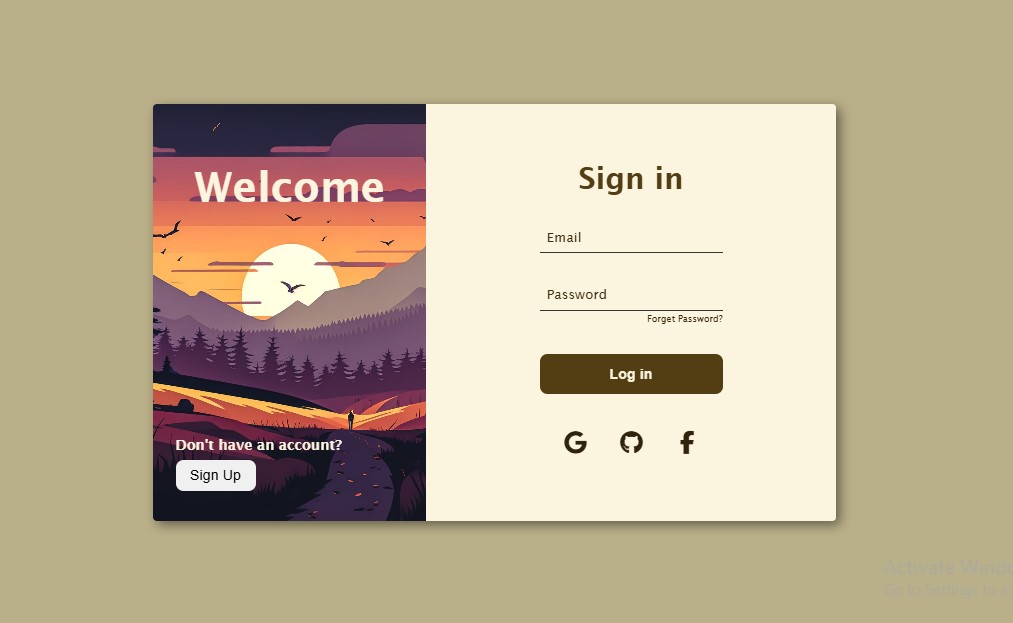 Welcome
Don't have an account?
Sign Up
Sign in
Email
Password
Forget Password?
Log in
Activate Windo
Go to Settings to a